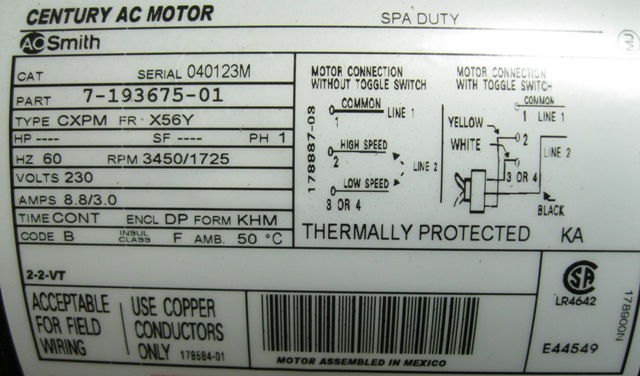 CENTURY AC MOTOR
SPA DUTY
AO Smith
CAT SERIAL 040123M
PART 7-193675-01
TYPE CXPM FR X56Y
HP ---- SF ---- PH 1
HZ 60 RPM 3450/1725
VOLTS 230
AMPS 8.8/3.0
TIME CONT ENCL DP FORM KHM
CODE B INSUL CLASS F AMB. 50 °C
MOTOR CONNECTION
WITHOUT TOGGLE SWITCH
COMMON
1
LINE 1
HIGH SPEED
2
LINE 2
LOW SPEED
3 OR 4
178887-03
MOTOR CONNECTION
WITH TOGGLE SWITCH
COMMON
1 LINE 1
YELLOW
2
WHITE
LINE 2
3 OR 4
BLACK
THERMALLY PROTECTED KA
2-2-VT
ACCEPTABLE
FOR FIELD
WIRING
USE COPPER
CONDUCTORS
ONLY 178584-01
MOTOR ASSEMBLED IN MEXICO
SA
LR4642
E44549
178900N